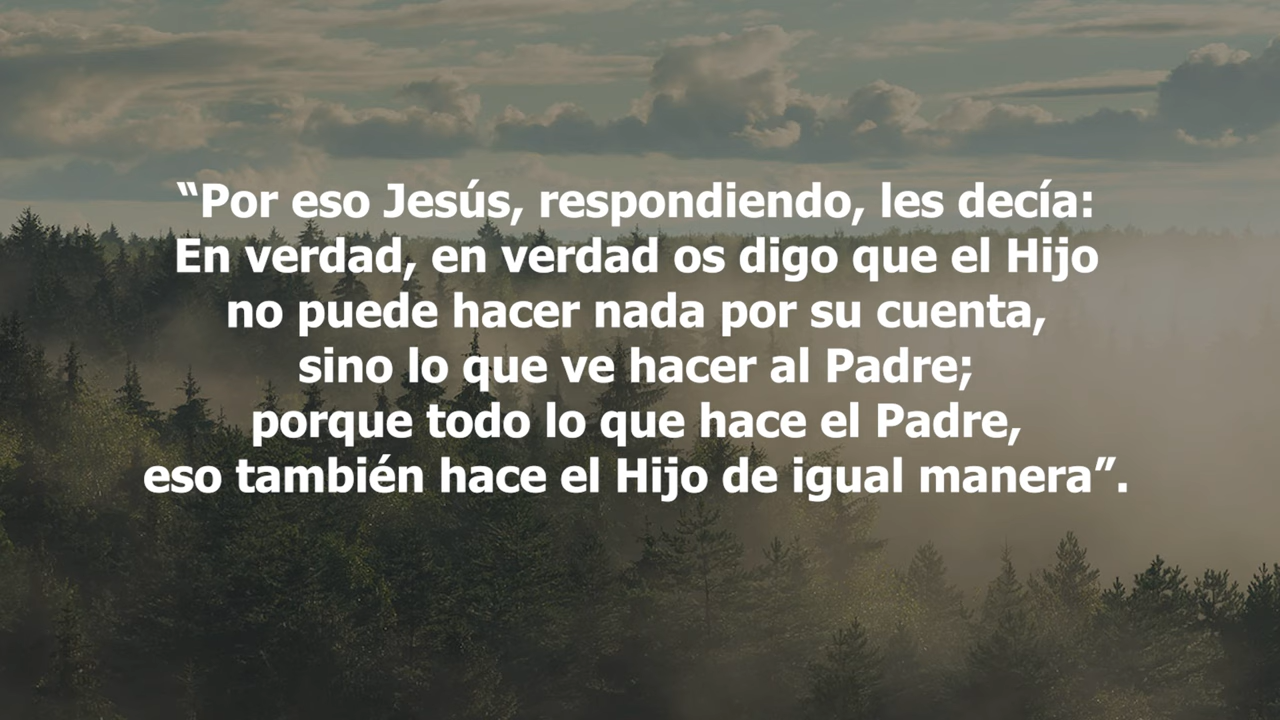 “Por eso Jesús, respondiendo, les decía:
En verdad, en verdad os digo que el Hijo
no puede hacer nada por su cuenta,
sino lo que ve hacer al Padre;
porque todo lo que hace el Padre,
eso también hace el Hijo de igual manera”.